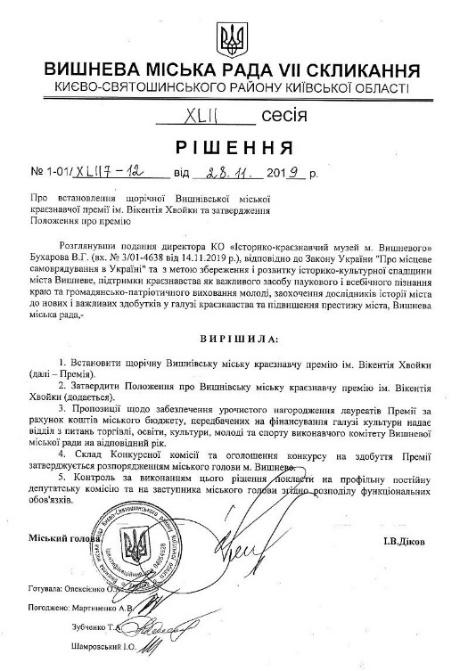 ВИШНЕВА МІСЬКА РАДА VII СКЛИКАННЯ
КИЄВО-СВЯТОШИНСЬКОГО РАЙОНУ КИЇВСЬКОЇ ОБЛАСТІ
XLII сесія
РІШЕННЯ
№ 1-01/XLII7-12 від 28.11. 2019 р.
Про встановлення щорічної Вишнівської міської
краєзнавчої премії ім. Вікентія Хвойки та затвердження
Положення про премію
Розглянувши подання директора КО «Історико-краєзнавчий музей м. Вишневого»
Бухарова В.Г. (вх. № 3/01-4638 від 14.11.2019 р.), відповідно до Закону України "Про місцеве
самоврядування в Україні" та з метою збереження і розвитку історико-культурної спадщини
міста Вишневе, підтримки краєзнавства як важливого засобу наукового і всебічного пізнання
краю та громадянсько-патріотичного виховання молоді, заохочення дослідників історії міста
до нових і важливих здобутків у галузі краєзнавства та підвищення престижу міста, Вишнева
міська рада,-
ВИРІШИЛА:
1. Встановити щорічну Вишнівську міську краєзнавчу премію ім. Вікентія Хвойки
(далі – Премія).
2. Затвердити Положення про Вишнівську міську краєзнавчу премію ім. Вікентія
Хвойки (додається).
3. Пропозиції щодо забезпечення урочистого нагородження лауреатів Премії за
рахунок коштів міського бюджету, передбачених на фінансування галузі культури надає
відділ з питань торгівлі, освіти, культури, молоді та спорту виконавчого комітету Вишневої
міської ради на відповідний рік.
4. Склад Конкурсної комісії та оголошення конкурсу на здобуття Премії
затверджується розпорядженням міського голови м. Вишневе.
5. Контроль за виконанням цього рішення покласти на профільну постійну
депутатську комісію та на заступника міського голови згідно розподілу функціональних
обов'язків.
Міський голова І.В.Діков
Готувала: Олексієнко О.
Погоджено: Мартиненко А.В.
Зубченко Т.А.
Шамровський І.О.